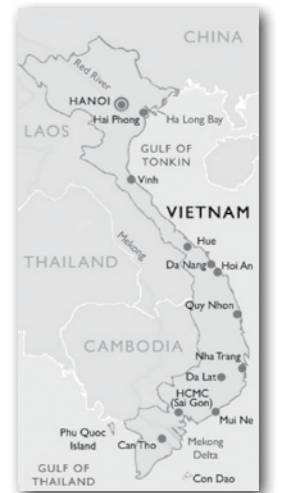 CHINA
Red River
HANOI
Hai Phong
Ha Long Bay
LAOS
GULF OF
TONKIN
Vinh
VIETNAM
Hue
Mekong
Da Nang
Hoi An
THAILAND
Quy Nhon
CAMBODIA
Nha Trang
Da Lat
HCMC
(Sai Gon)
Mui Ne
Phu Quoc
Island
Can Tho
Mekong
Delta
GULF OF
THAILAND
Con Dao